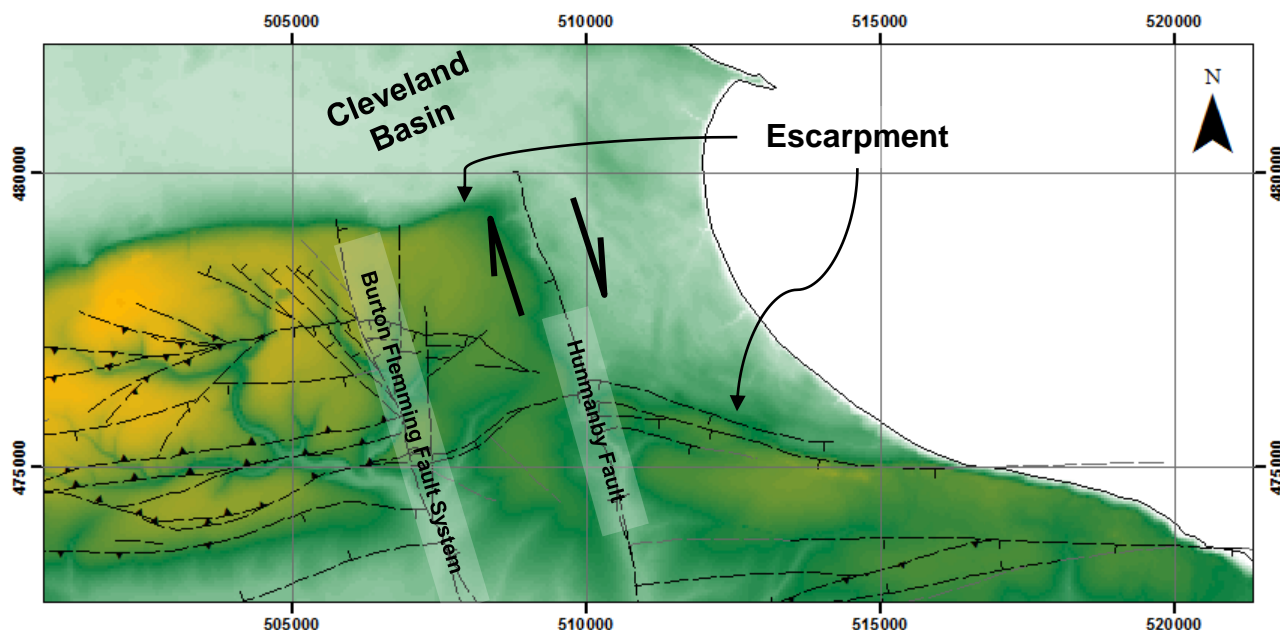 505000
510000
515000
520000
Cleveland
Basin
Escarpment
N
480000
480000
Burton Flemming Fault System
Hunmanby Fault
475000
475000
505000
510000
515000
520000